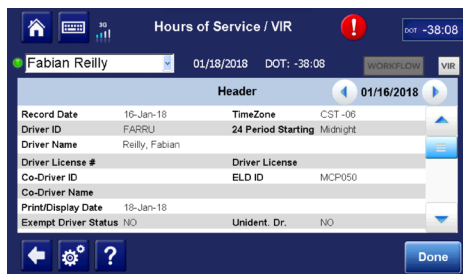 3G
Hours of Service / VIR
DOT -38:08
Fabian Reilly 01/18/2018 DOT: -38:08 WORKFLOW VIR
Header 01/16/2018
Record Date 16-Jan-18 TimeZone CST -06
Driver ID FARRU 24 Period Starting Midnight
Driver Name Reilly, Fabian
Driver License # Driver License
Co-Driver ID ELD ID MCP050
Co-Driver Name
Print/Display Date 18-Jan-18
Exempt Driver Status NO Unident. Dr. NO
? Done